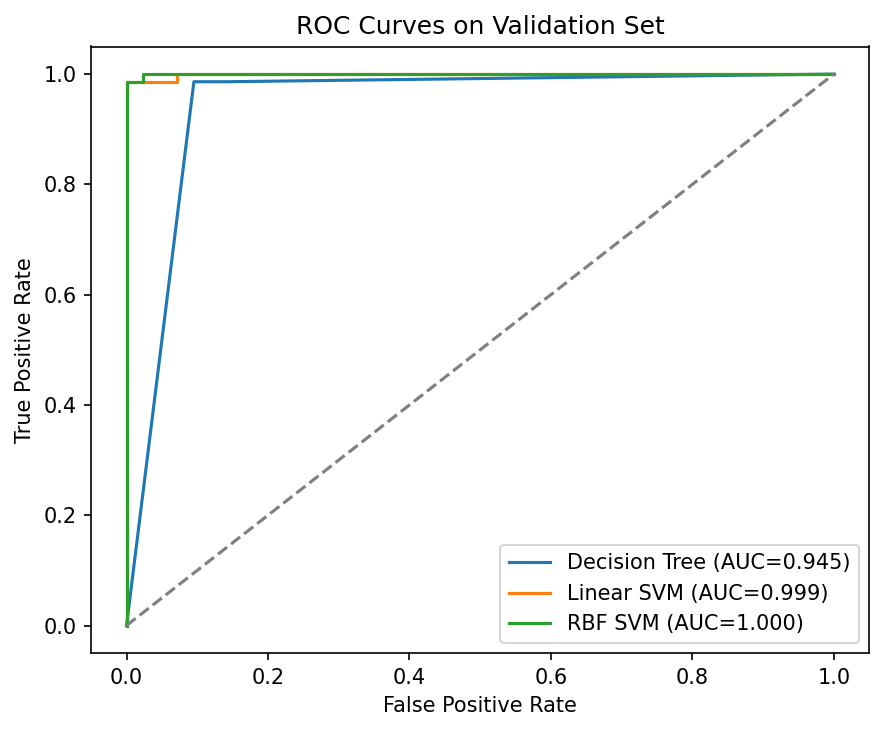 ROC Curves on Validation Set
True Positive Rate
1.0
0.8
0.6
0.4
0.2
0.0
Decision Tree (AUC=0.945)
Linear SVM (AUC=0.999)
RBF SVM (AUC=1.000)
0.0 0.2 0.4 0.6 0.8 1.0
False Positive Rate